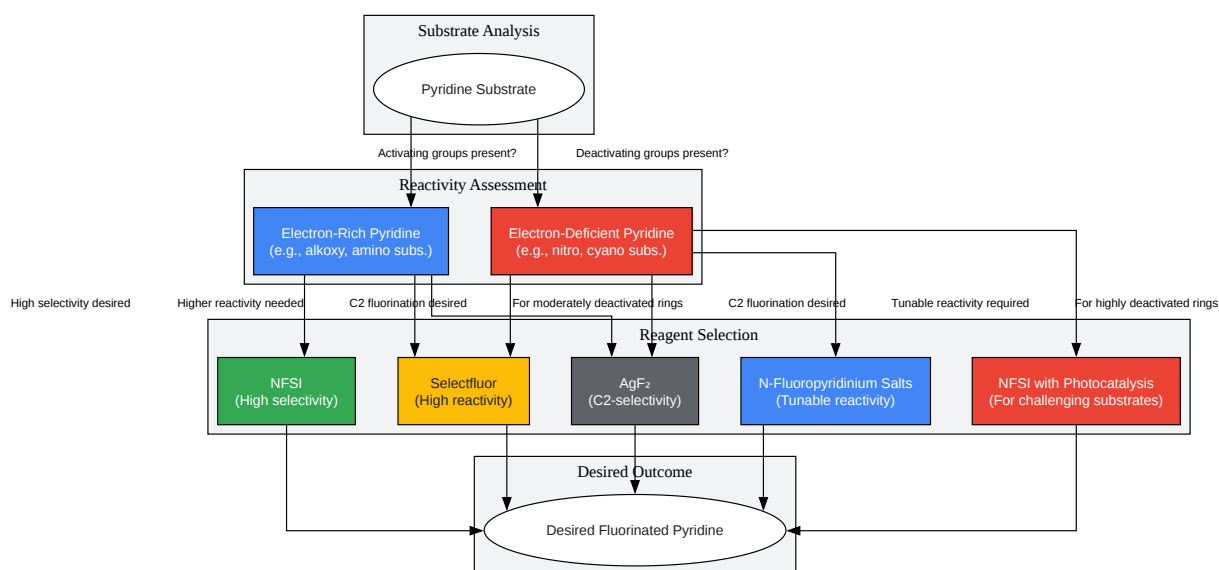 Substrate Analysis
Pyridine Substrate
Activating groups present?
Deactivating groups present?
Reactivity Assessment
Electron-Rich Pyridine
(e.g., alkoxy, amino subs.)
Electron-Deficient Pyridine
(e.g., nitro, cyano subs.)
High selectivity desired
Higher reactivity needed
C2 fluorination desired
For moderately deactivated rings
C2 fluorination desired
Tunable reactivity required
For highly deactivated rings
Reagent Selection
NFSI
(High selectivity)
Selectfluor
(High reactivity)
AgF₂
(C2-selectivity)
N-Fluoropyridinium Salts
(Tunable reactivity)
NFSI with Photocatalysis
(For challenging substrates)
Desired Outcome
Desired Fluorinated Pyridine